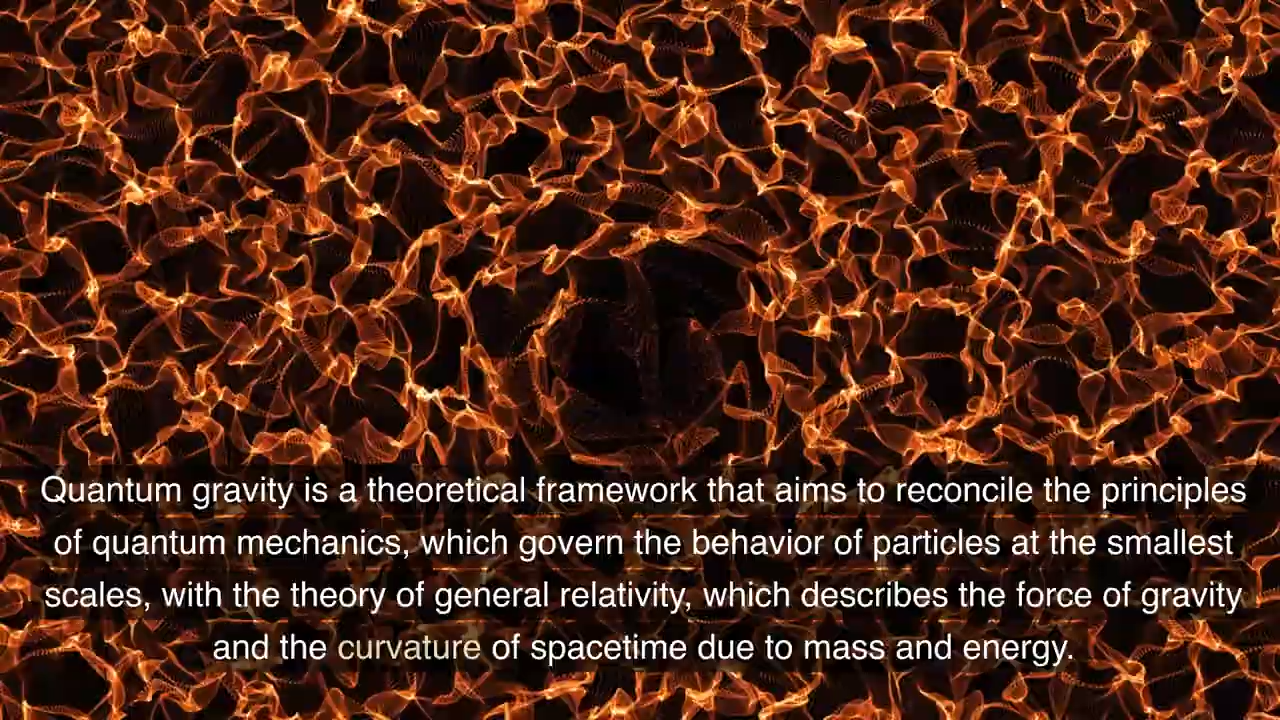 Quantum gravity is a theoretical framework that aims to reconcile the principles
of quantum mechanics, which govern the behavior of particles at the smallest
scales, with the theory of general relativity, which describes the force of gravity
and the curvature of spacetime due to mass and energy.